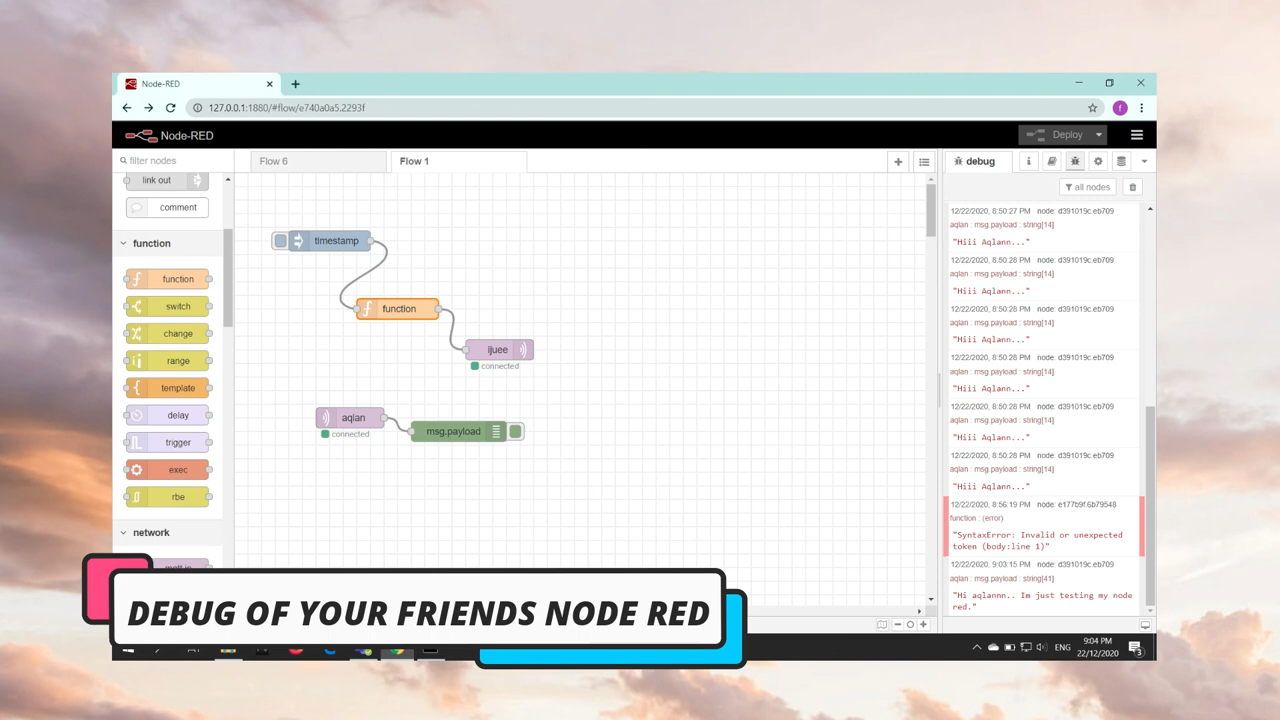 Node-RED
127.0.0.1:1880/#flow/e740a0a5.2293f
f
Node-RED
Deploy
filter nodes
Flow 6
Flow 1
debug
all nodes
link out
comment
function
function
switch
change
range
template
delay
trigger
exec
rbe
network
timestamp
function
ljuee
connected
aqlan
connected
msg.payload
12/22/2020, 8:50:27 PM node: d391019c.eb709
aqlan : msg.payload : string[14]
"Hiii Aqlann..."
12/22/2020, 8:50:28 PM node: d391019c.eb709
aqlan : msg.payload : string[14]
"Hiii Aqlann..."
12/22/2020, 8:50:28 PM node: d391019c.eb709
aqlan : msg.payload : string[14]
"Hiii Aqlann..."
12/22/2020, 8:50:28 PM node: d391019c.eb709
aqlan : msg.payload : string[14]
"Hiii Aqlann..."
12/22/2020, 8:50:28 PM node: d391019c.eb709
aqlan : msg.payload : string[14]
"Hiii Aqlann..."
12/22/2020, 8:50:28 PM node: d391019c.eb709
aqlan : msg.payload : string[14]
"Hiii Aqlann..."
12/22/2020, 8:56:19 PM node: e177b9f.6b79548
function : (error)
"SyntaxError: Invalid or unexpected
token (body:line 1)"
12/22/2020, 9:03:15 PM node: d391019c.eb709
aqlan : msg.payload : string[41]
"Hi aqlannn.. Im just testing my node
red."
DEBUG OF YOUR FRIENDS NODE RED
ENG
9:04 PM
22/12/2020
3